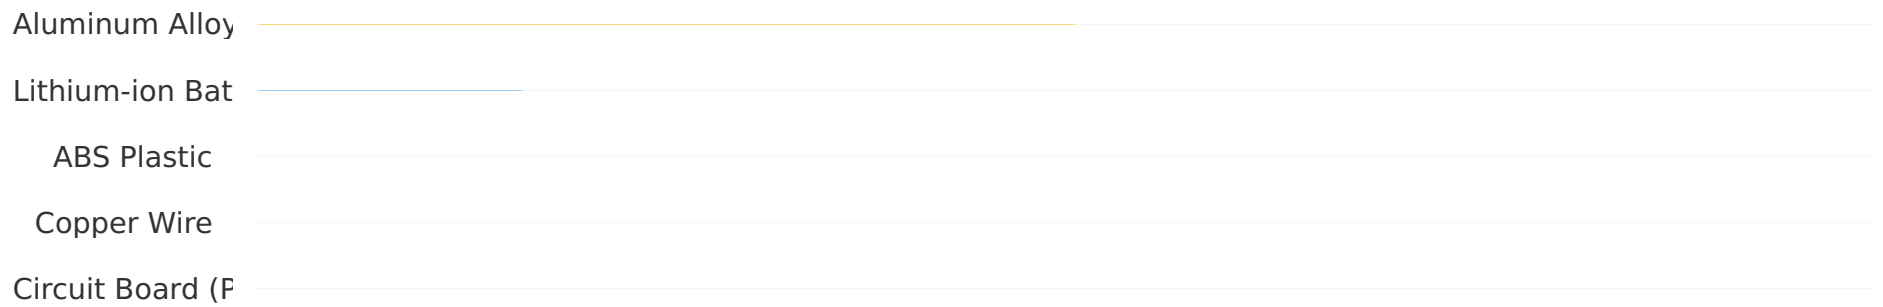 Aluminum Alloy
Lithium-ion Bat
ABS Plastic
Copper Wire
Circuit Board (P